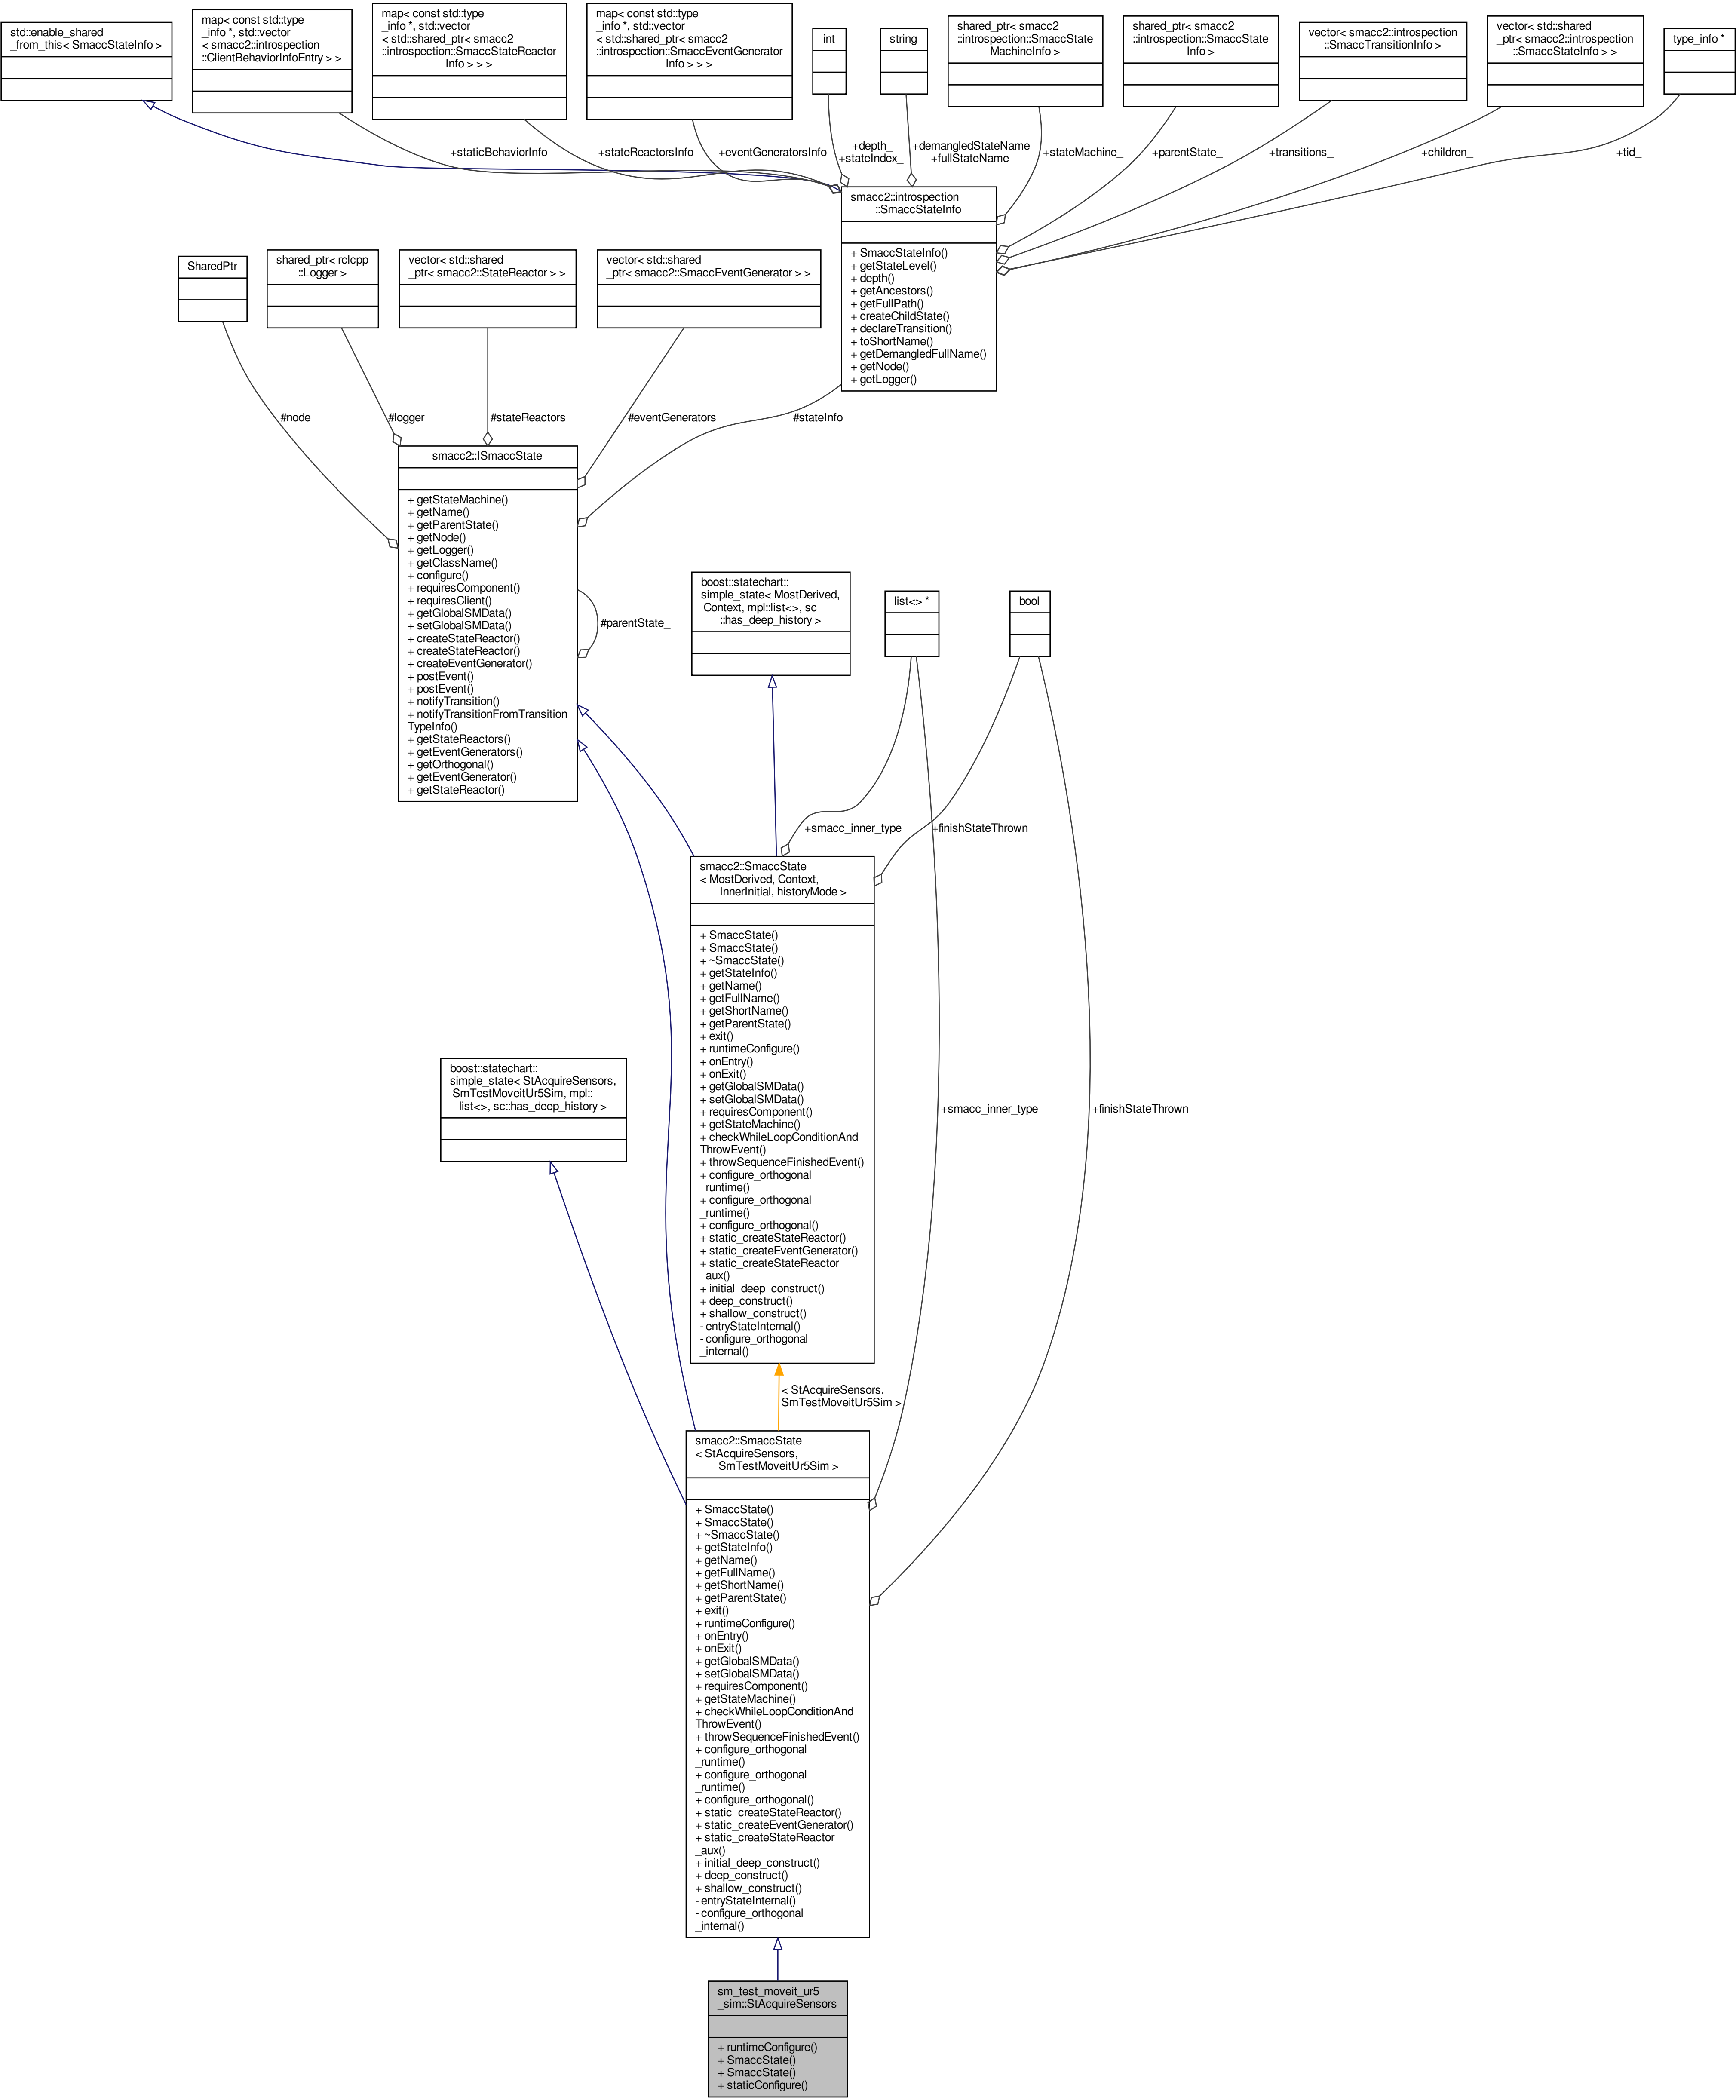 std::enable_shared
_from_this< SmaccStateInfo >
map< const std::type
_info *, std::vector
< smacc2::introspection
::ClientBehaviorInfoEntry > >
map< const std::type
_info *, std::vector
< std::shared_ptr< smacc2
::introspection::SmaccStateReactor
Info > > >
map< const std::type
_info *, std::vector
< std::shared_ptr< smacc2
::introspection::SmaccEventGenerator
Info > > >
int
string
shared_ptr< smacc2
::introspection::SmaccState
MachineInfo >
shared_ptr< smacc2
::introspection::SmaccState
Info >
vector< smacc2::introspection
::SmaccTransitionInfo >
vector< std::shared
_ptr< smacc2::introspection
::SmaccStateInfo > >
type_info *
+staticBehaviorInfo
+stateReactorsInfo
+eventGeneratorsInfo
+depth_
+stateIndex_
+demangledStateName
+fullStateName
+stateMachine_
+parentState_
+transitions_
+children_
+tid_
smacc2::introspection
::SmaccStateInfo
+ SmaccStateInfo()
+ getStateLevel()
+ depth()
+ getAncestors()
+ getFullPath()
+ createChildState()
+ declareTransition()
+ toShortName()
+ getDemangledFullName()
+ getNode()
+ getLogger()
SharedPtr
shared_ptr< rclcpp
::Logger >
vector< std::shared
_ptr< smacc2::StateReactor > >
vector< std::shared
_ptr< smacc2::SmaccEventGenerator > >
#node_
#logger_
#stateReactors_
#eventGenerators_
#stateInfo_
smacc2::ISmaccState
+ getStateMachine()
+ getName()
+ getParentState()
+ getNode()
+ getLogger()
+ getClassName()
+ configure()
+ requiresComponent()
+ requiresClient()
+ getGlobalSMData()
+ setGlobalSMData()
+ createStateReactor()
+ createStateReactor()
+ createEventGenerator()
+ postEvent()
+ postEvent()
+ notifyTransition()
+ notifyTransitionFromTransition
TypeInfo()
+ getStateReactors()
+ getEventGenerators()
+ getOrthogonal()
+ getEventGenerator()
+ getStateReactor()
#parentState_
boost::statechart::
simple_state< MostDerived,
Context, mpl::list<>, sc
::has_deep_history >
list<> *
bool
+smacc_inner_type
+finishStateThrown
smacc2::SmaccState
< MostDerived, Context,
InnerInitial, historyMode >
+ SmaccState()
+ SmaccState()
+ ~SmaccState()
+ getStateInfo()
+ getName()
+ getFullName()
+ getShortName()
+ getParentState()
+ exit()
+ runtimeConfigure()
+ onEntry()
+ onExit()
+ getGlobalSMData()
+ setGlobalSMData()
+ requiresComponent()
+ getStateMachine()
+ checkWhileLoopConditionAnd
ThrowEvent()
+ throwSequenceFinishedEvent()
+ configure_orthogonal
_runtime()
+ configure_orthogonal
_runtime()
+ configure_orthogonal()
+ static_createStateReactor()
+ static_createEventGenerator()
+ static_createStateReactor
_aux()
+ initial_deep_construct()
+ deep_construct()
+ shallow_construct()
- entryStateInternal()
- configure_orthogonal
_internal()
boost::statechart::
simple_state< StAcquireSensors,
SmTestMoveitUr5Sim, mpl::
list<>, sc::has_deep_history >
+smacc_inner_type
+finishStateThrown
< StAcquireSensors,
SmTestMoveitUr5Sim >
smacc2::SmaccState
< StAcquireSensors,
SmTestMoveitUr5Sim >
+ SmaccState()
+ SmaccState()
+ ~SmaccState()
+ getStateInfo()
+ getName()
+ getFullName()
+ getShortName()
+ getParentState()
+ exit()
+ runtimeConfigure()
+ onEntry()
+ onExit()
+ getGlobalSMData()
+ setGlobalSMData()
+ requiresComponent()
+ getStateMachine()
+ checkWhileLoopConditionAnd
ThrowEvent()
+ throwSequenceFinishedEvent()
+ configure_orthogonal
_runtime()
+ configure_orthogonal
_runtime()
+ configure_orthogonal()
+ static_createStateReactor()
+ static_createEventGenerator()
+ static_createStateReactor
_aux()
+ initial_deep_construct()
+ deep_construct()
+ shallow_construct()
- entryStateInternal()
- configure_orthogonal
_internal()
sm_test_moveit_ur5
_sim::StAcquireSensors
+ runtimeConfigure()
+ SmaccState()
+ SmaccState()
+ staticConfigure()